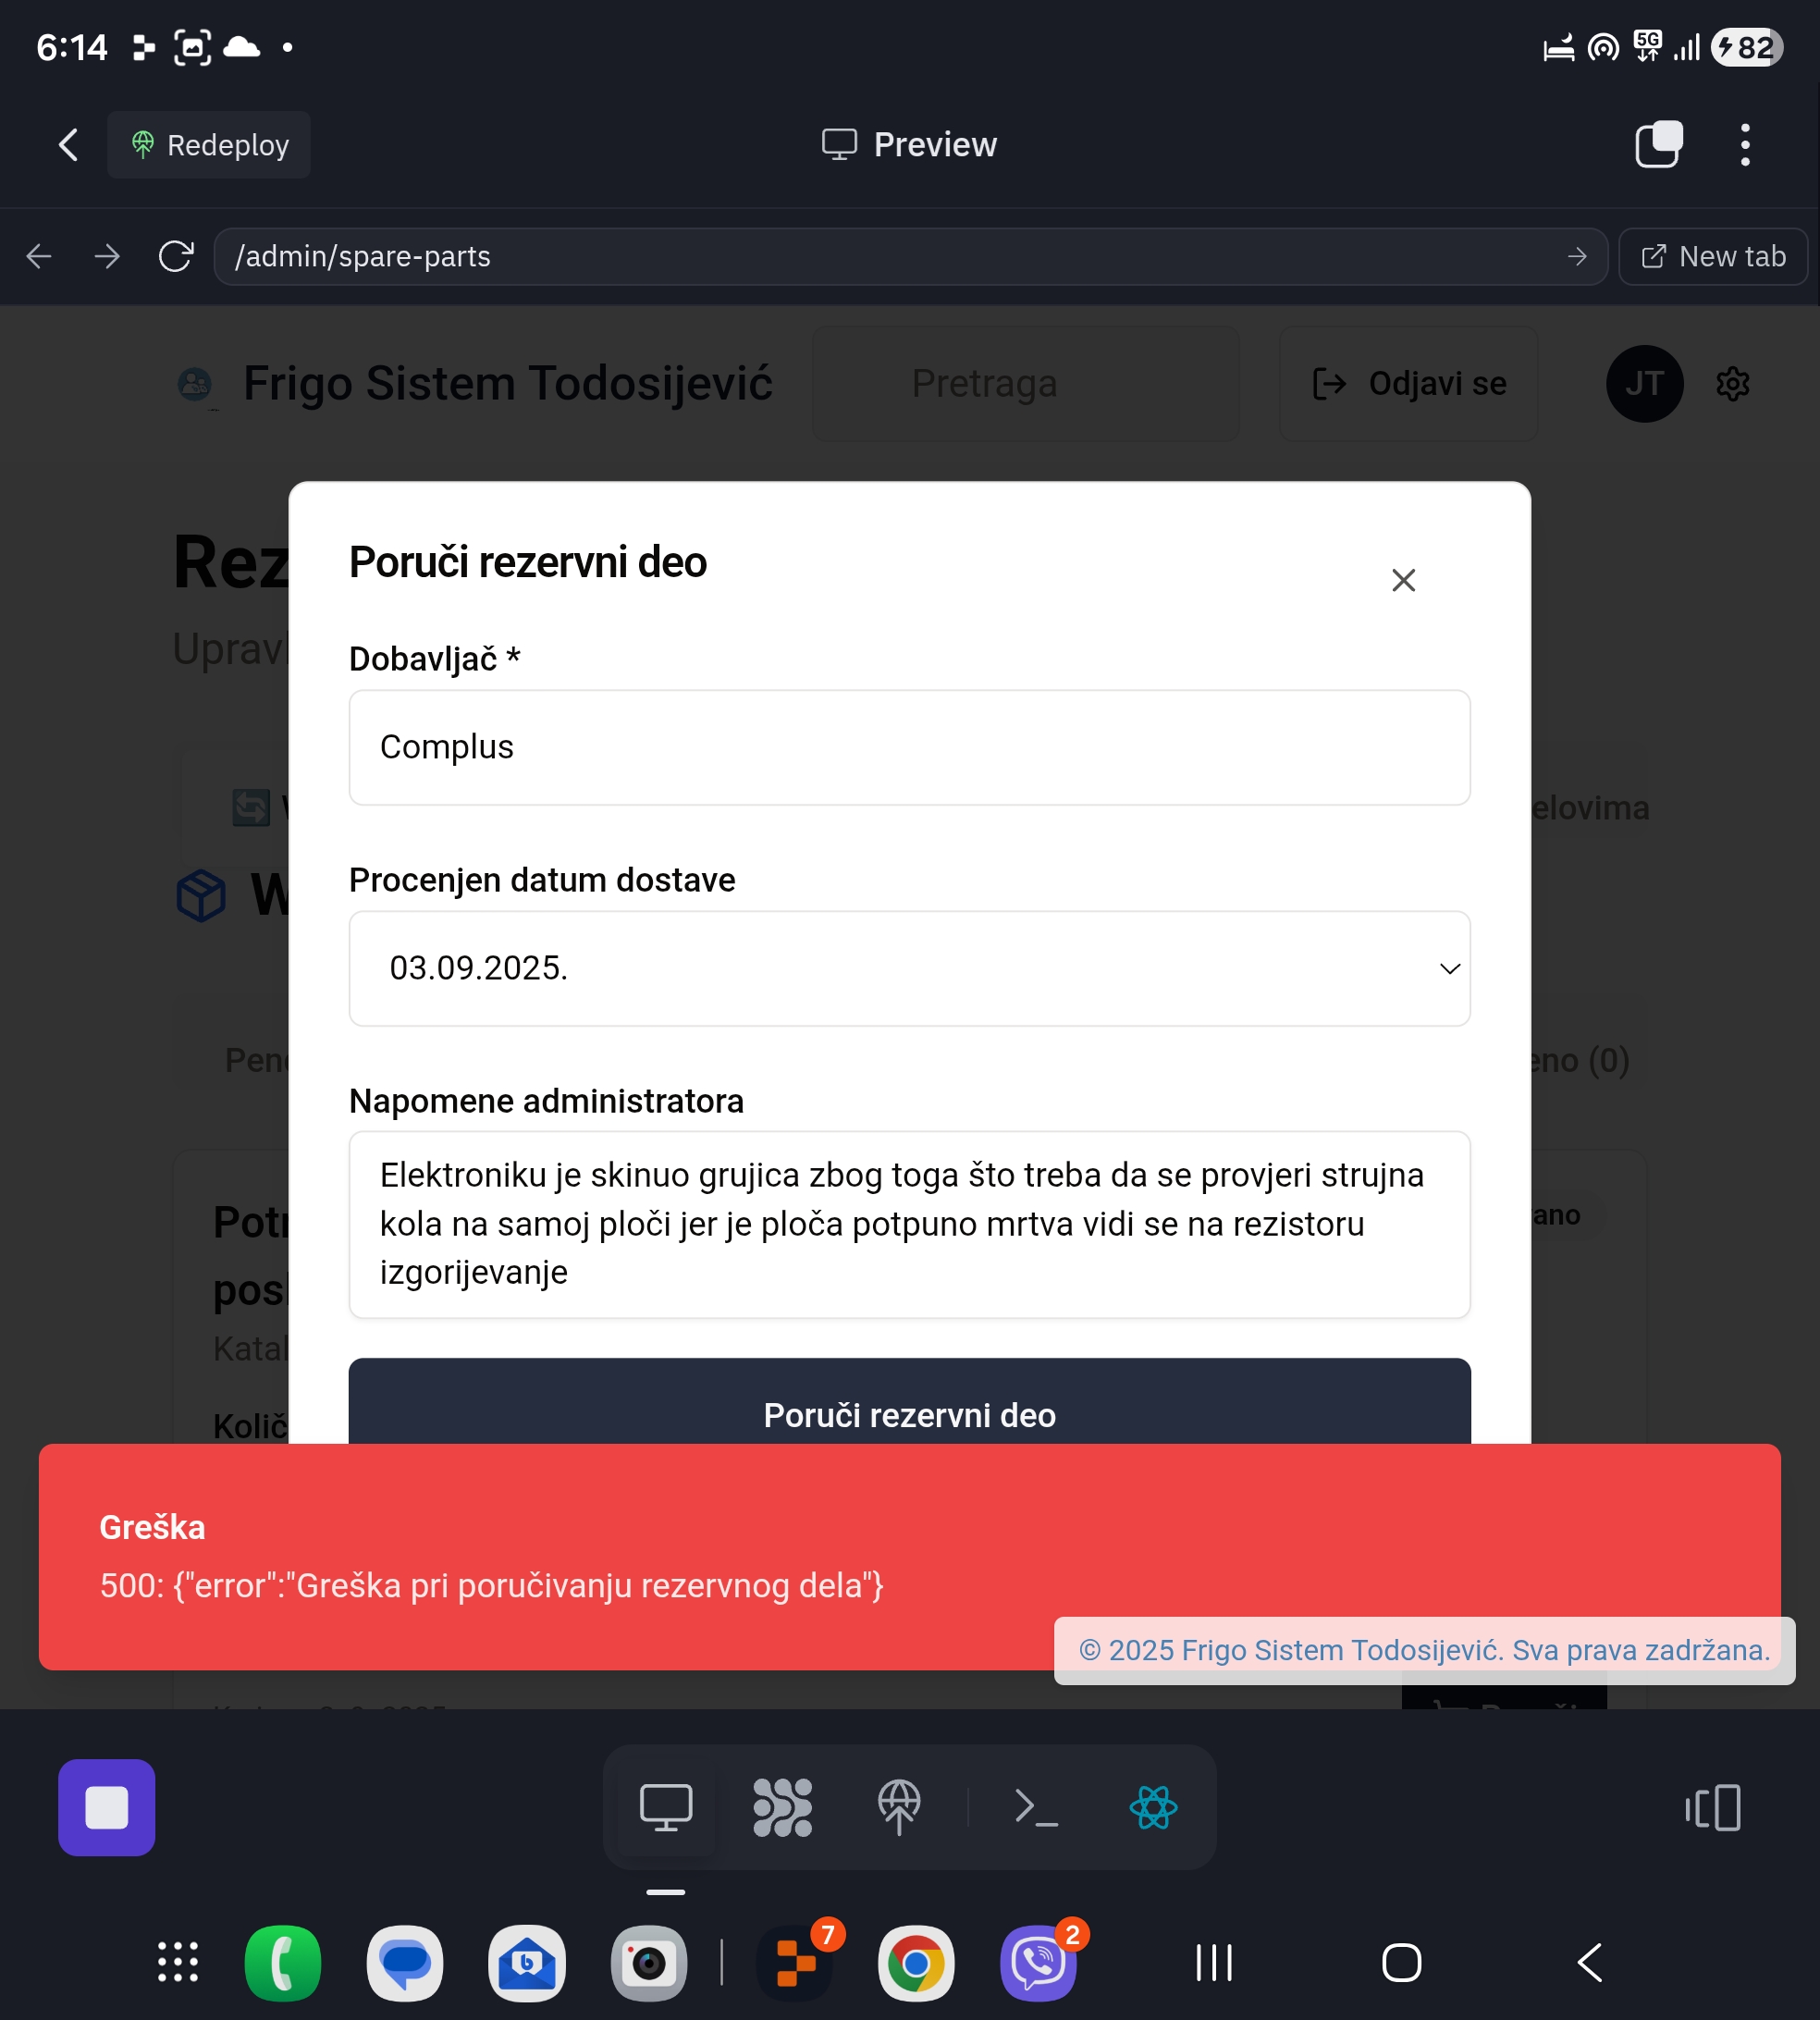 6:14
5G
82
Redeploy
Preview
/admin/spare-parts
New tab
Frigo Sistem Todosijević
Pretraga
Odjavi se
JT
Rez
Uprav
Poruči rezervni deo
Dobavljač *
Complus
elovima
W
Procenjen datum dostave
03.09.2025.
Pend
eno (0)
Napomene administratora
Elektroniku je skinuo grujica zbog toga što treba da se provjeri strujna
kola na samoj ploči jer je ploča potpuno mrtva vidi se na rezistoru
izgorijevanje
Potr
ano
posl
Katal
Količ
Poruči rezervni deo
Greška
500: {"error":"Greška pri poručivanju rezervnog dela"}
© 2025 Frigo Sistem Todosijević. Sva prava zadržana.
7
2